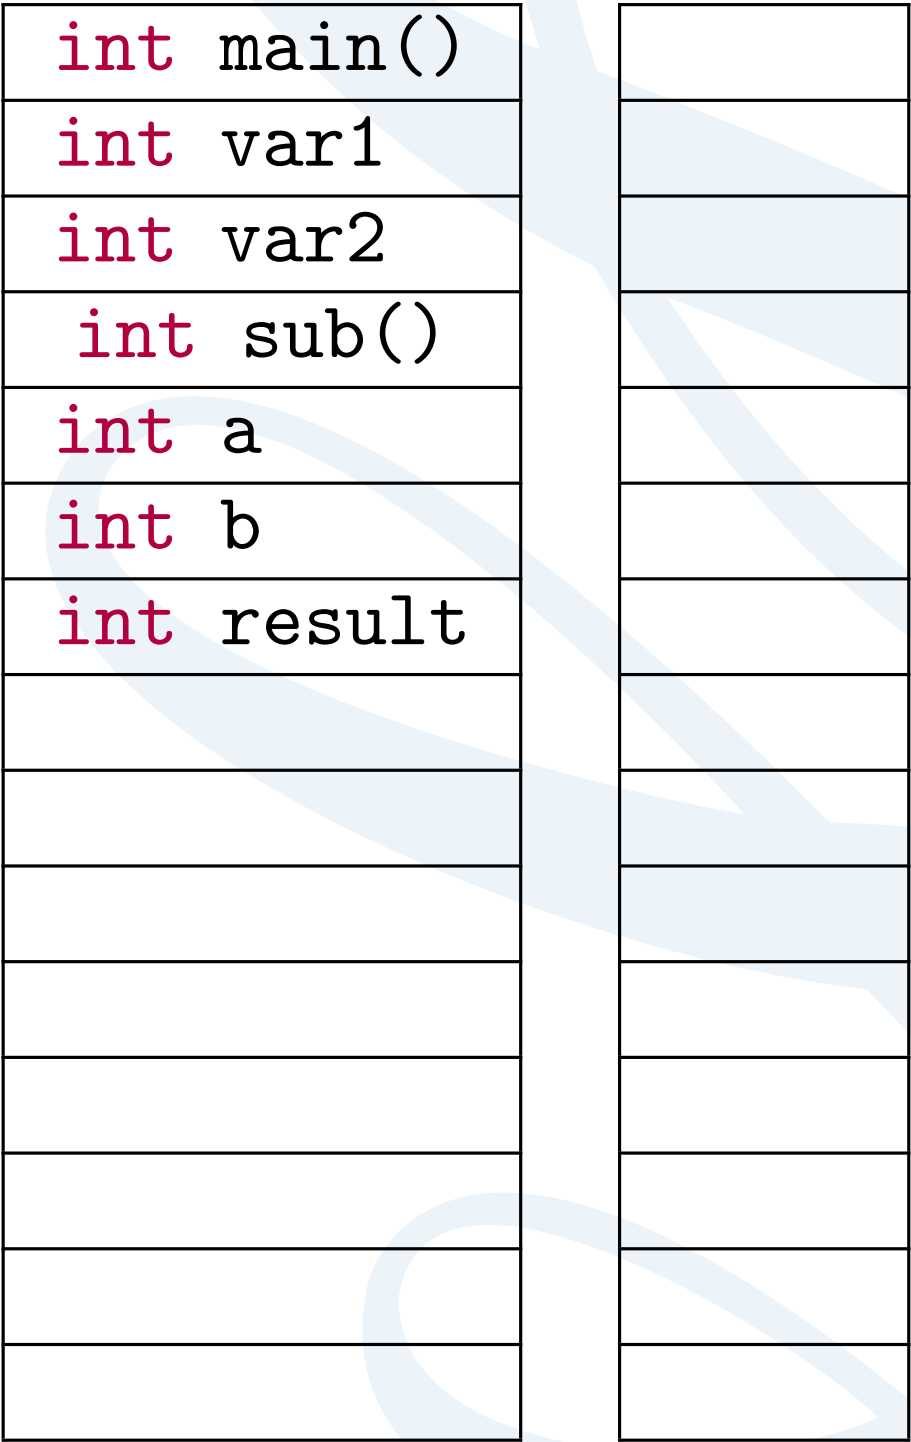 int main()
int var1
int var2
int sub()
int a
int b
int result